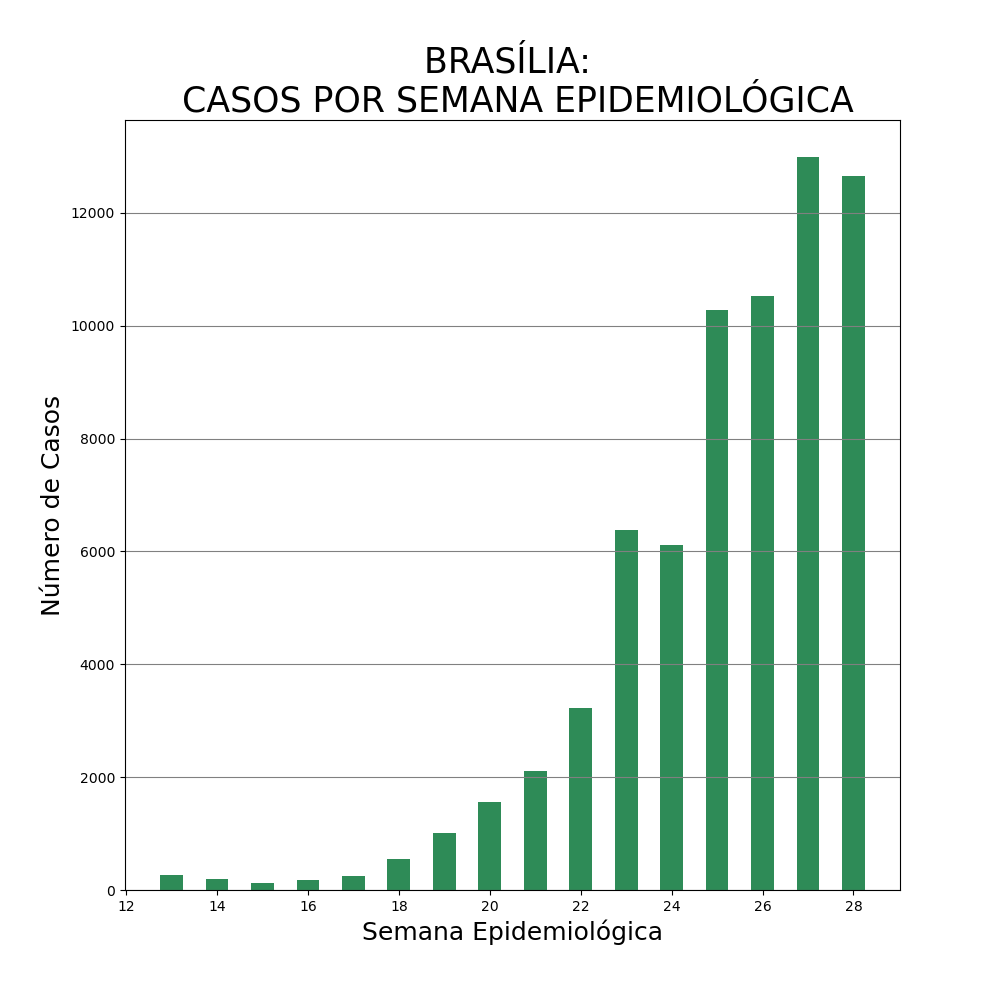 BRASÍLIA:
CASOS POR SEMANA EPIDEMIOLÓGICA
Número de Casos
12000
10000
8000
6000
4000
2000
0
12 14 16 18 20 22 24 26 28
Semana Epidemiológica